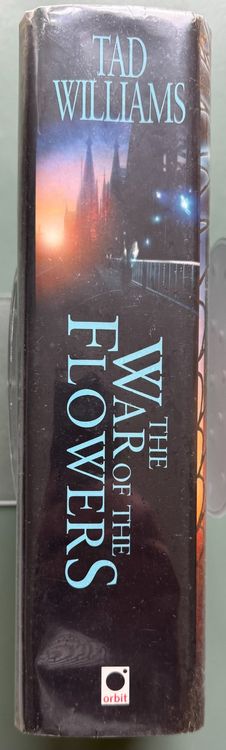 TAD
WILLIAMS
THE
WAR OF THE
FLOWERS
orbit